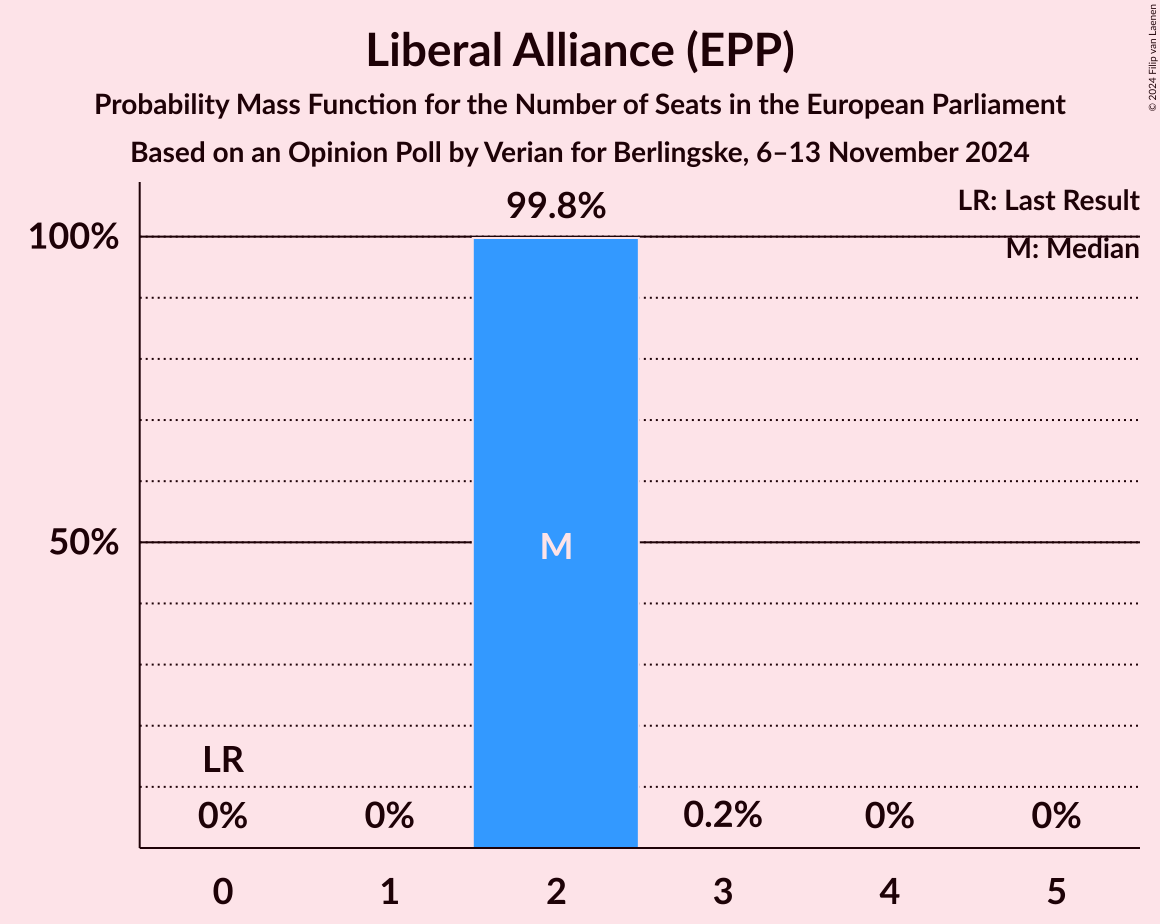 Liberal Alliance (EPP)
Probability Mass Function for the Number of Seats in the European Parliament
Based on an Opinion Poll by Verian for Berlingske, 6–13 November 2024
© 2024 Filip van Laenen
LR: Last Result
M: Median
99.8%
100%
50%
M
LR
0% 0% 0.2% 0% 0%
0 1 2 3 4 5